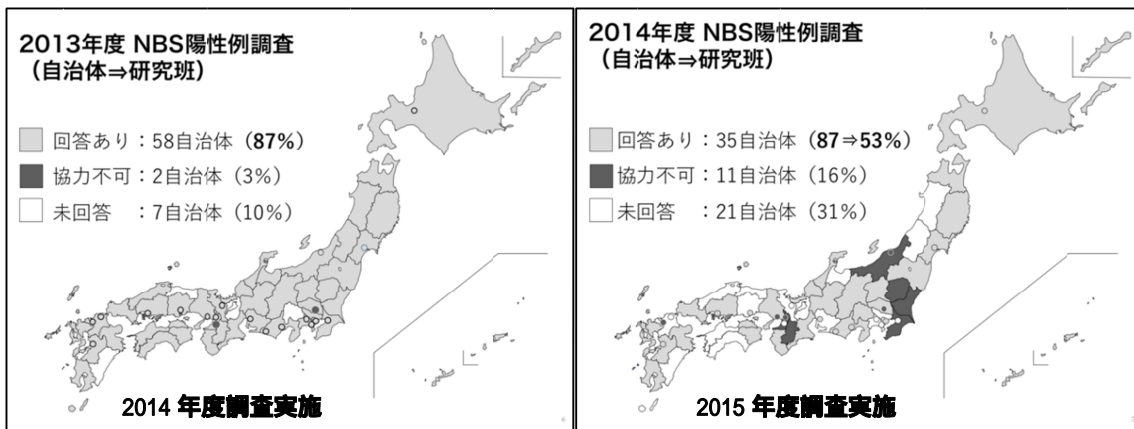 2013年度 NBS陽性例調査
(自治体⇒研究班)
回答あり：58自治体（87%）
協力不可：2自治体（3%）
未回答　：7自治体（10%）
2014 年度調査実施
2014年度 NBS陽性例調査
(自治体⇒研究班)
回答あり：35自治体（87⇒53%）
協力不可：11自治体（16%）
未回答　：21自治体（31%）
2015 年度調査実施